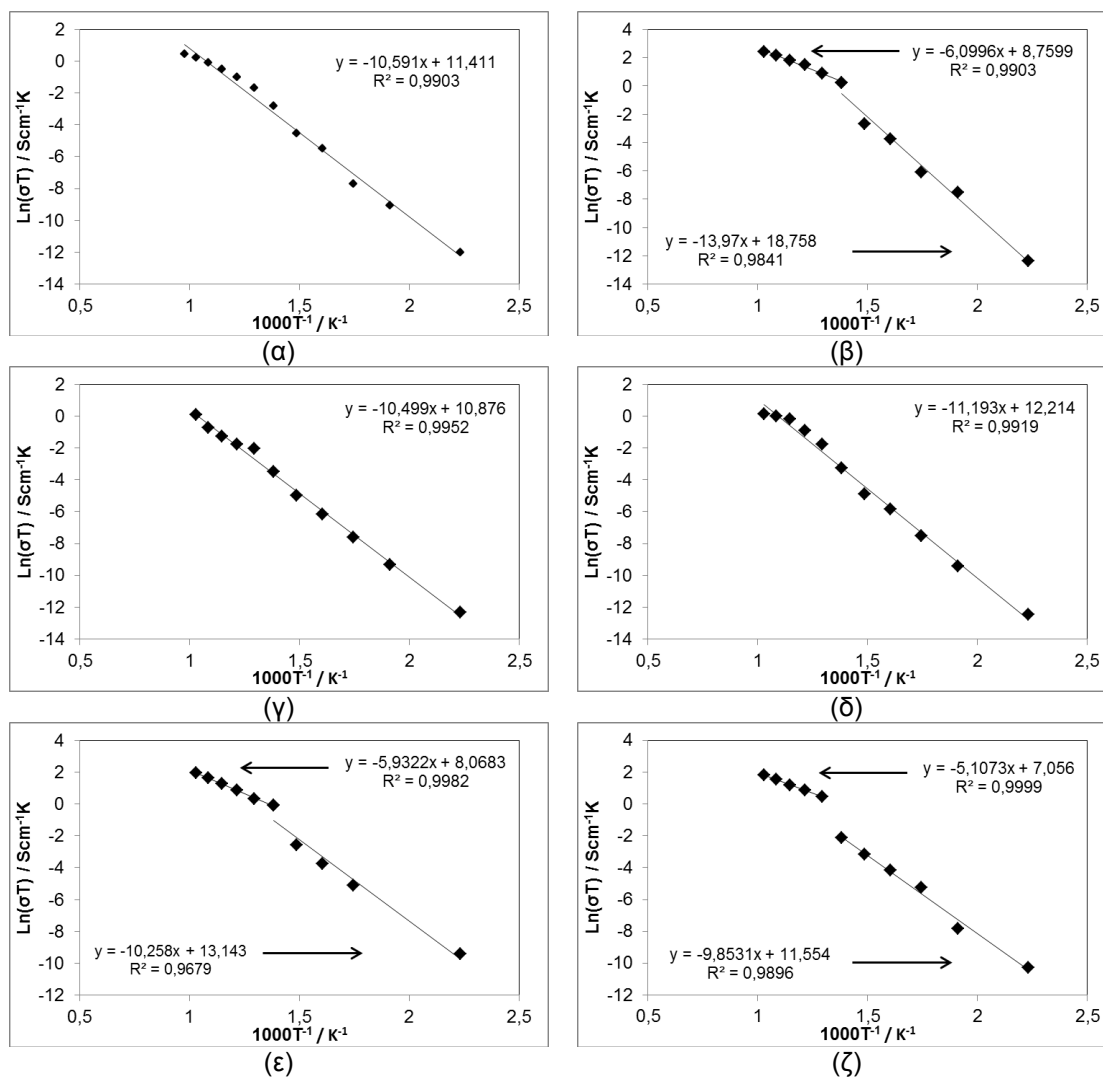 2
0
-2
-4
-6
-8
-10
-12
-14
0,5 1 1,5 2 2,5
Ln(σT) / Scm⁻¹K
1000T⁻¹ / K⁻¹
y = -10,591x + 11,411
R² = 0,9903
(α)
4
2
0
-2
-4
-6
-8
-10
-12
-14
0,5 1 1,5 2 2,5
Ln(σT) / Scm⁻¹K
1000T⁻¹ / K⁻¹
y = -6,0996x + 8,7599
R² = 0,9903
y = -13,97x + 18,758
R² = 0,9841
(β)
2
0
-2
-4
-6
-8
-10
-12
-14
0,5 1 1,5 2 2,5
Ln(σT) / Scm⁻¹K
1000T⁻¹ / K⁻¹
y = -10,499x + 10,876
R² = 0,9952
(γ)
2
0
-2
-4
-6
-8
-10
-12
-14
0,5 1 1,5 2 2,5
Ln(σT) / Scm⁻¹K
1000T⁻¹ / K⁻¹
y = -11,193x + 12,214
R² = 0,9919
(δ)
4
2
0
-2
-4
-6
-8
-10
-12
0,5 1 1,5 2 2,5
Ln(σT) / Scm⁻¹K
1000T⁻¹ / K⁻¹
y = -5,9322x + 8,0683
R² = 0,9982
y = -10,258x + 13,143
R² = 0,9679
(ε)
4
2
0
-2
-4
-6
-8
-10
-12
0,5 1 1,5 2 2,5
Ln(σT) / Scm⁻¹K
1000T⁻¹ / K⁻¹
y = -5,1073x + 7,056
R² = 0,9999
y = -9,8531x + 11,554
R² = 0,9896
(ζ)